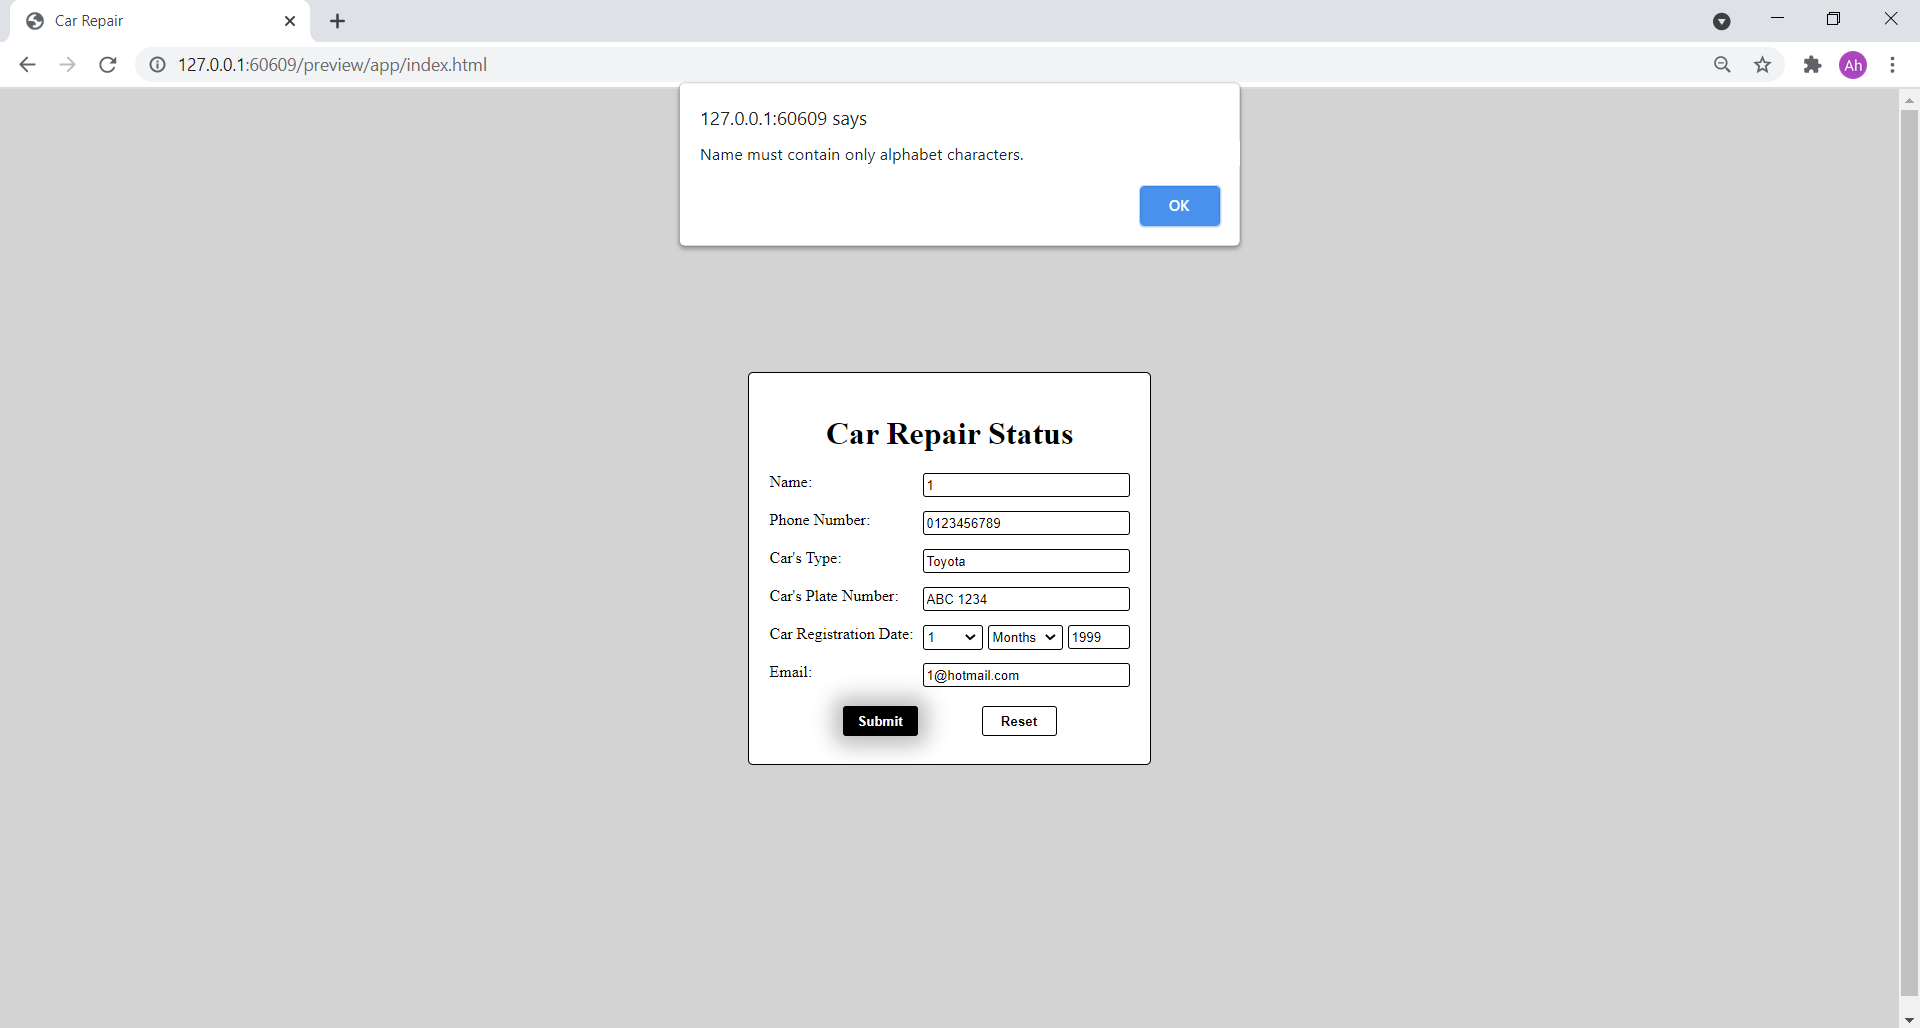 Car Repair
127.0.0.1:60609/preview/app/index.html
Ah
127.0.0.1:60609 says
Name must contain only alphabet characters.
OK
Car Repair Status
Name: 1
Phone Number: 0123456789
Car's Type: Toyota
Car's Plate Number: ABC 1234
Car Registration Date: 1 Months 1999
Email: 1@hotmail.com
Submit Reset